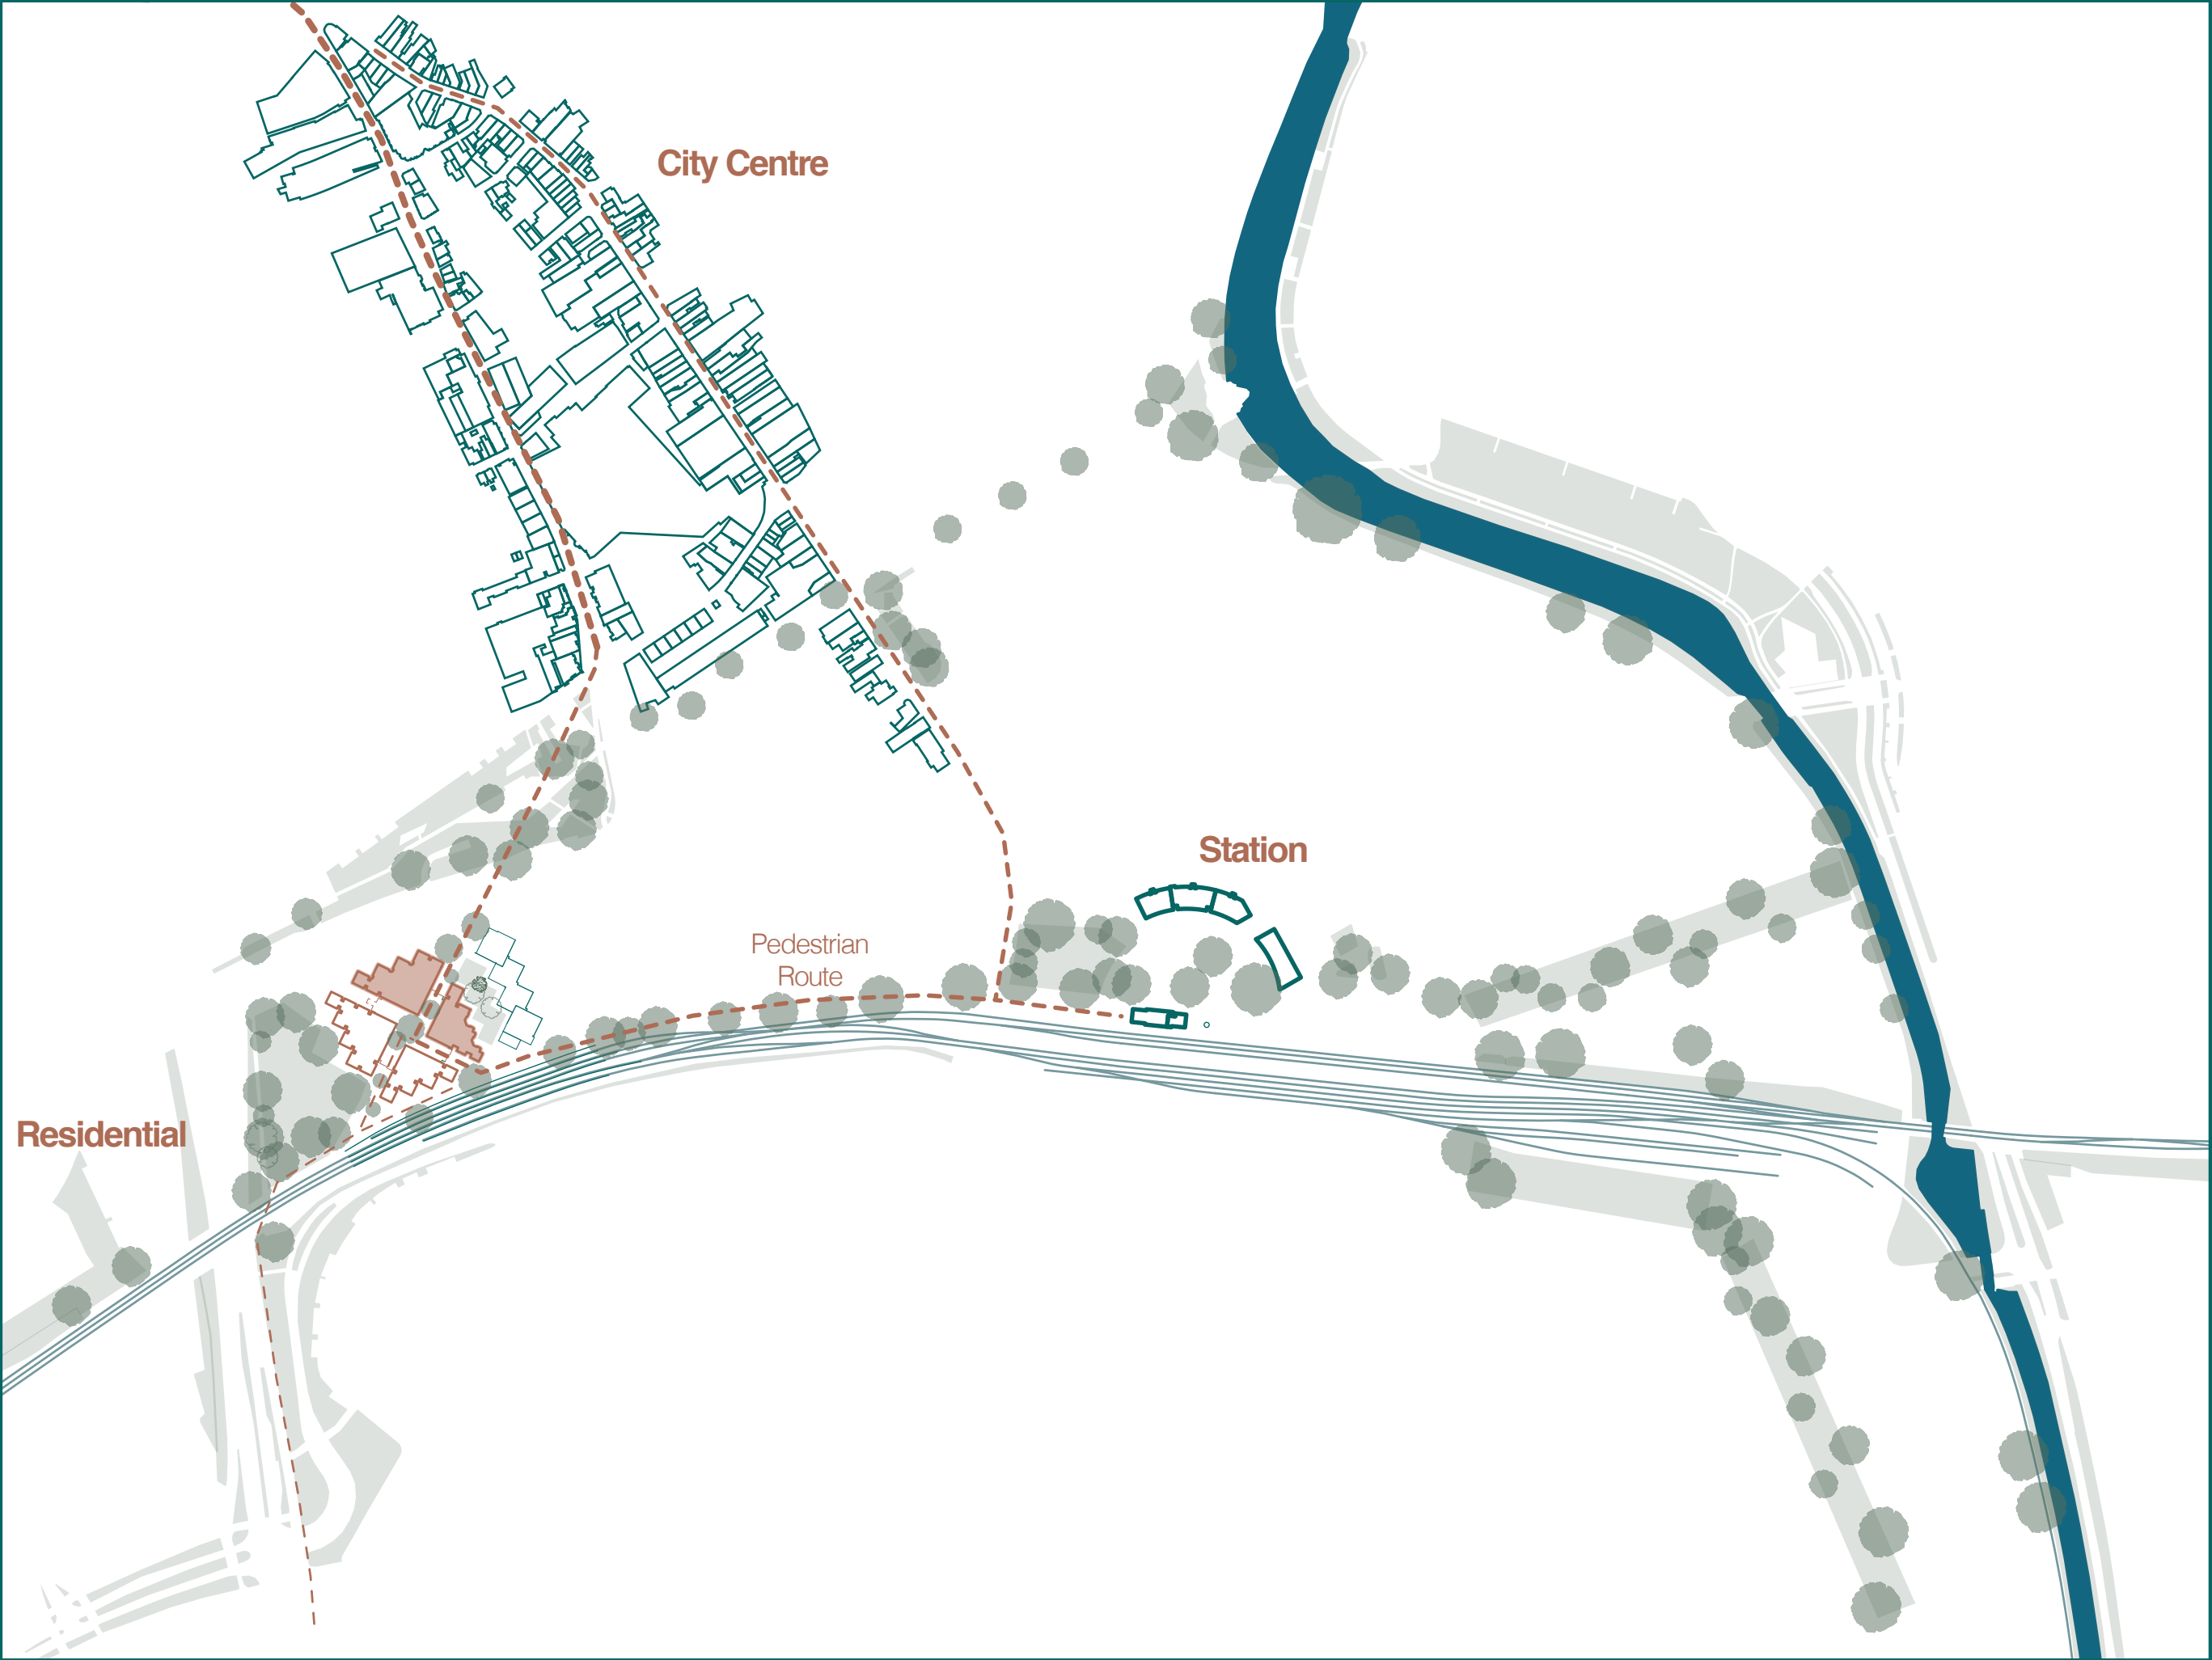 City Centre
Station
Pedestrian
Route
Residential